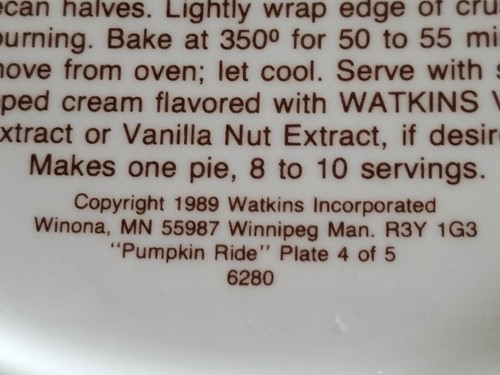 ecan halves. Lightly wrap edge of cru
burning. Bake at 350º for 50 to 55 mi
move from oven; let cool. Serve with s
ped cream flavored with WATKINS V
xtract or Vanilla Nut Extract, if desire
Makes one pie, 8 to 10 servings.
Copyright 1989 Watkins Incorporated
Winona, MN 55987 Winnipeg Man. R3Y 1G3
"Pumpkin Ride" Plate 4 of 5
6280